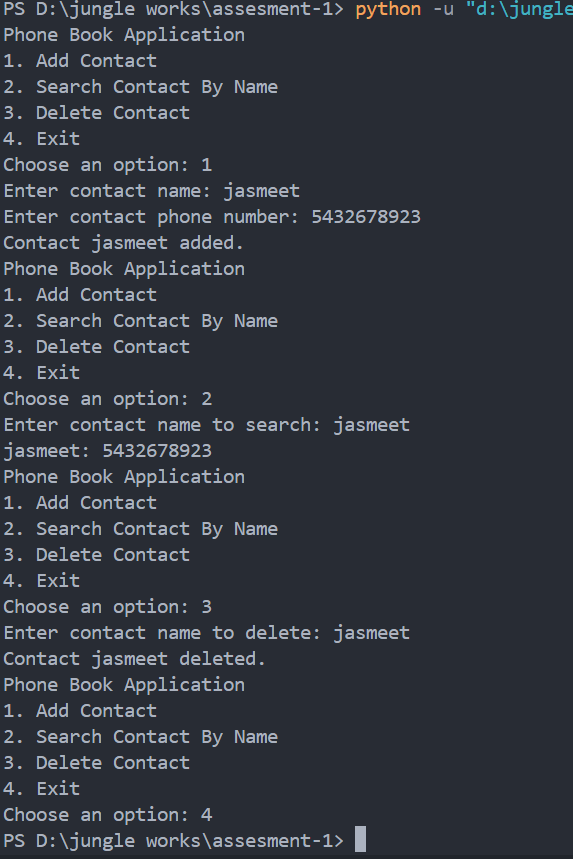 PS D:\jungle works\assesment-1> python -u "d:\jungle
Phone Book Application
1. Add Contact
2. Search Contact By Name
3. Delete Contact
4. Exit
Choose an option: 1
Enter contact name: jasmeet
Enter contact phone number: 5432678923
Contact jasmeet added.
Phone Book Application
1. Add Contact
2. Search Contact By Name
3. Delete Contact
4. Exit
Choose an option: 2
Enter contact name to search: jasmeet
jasmeet: 5432678923
Phone Book Application
1. Add Contact
2. Search Contact By Name
3. Delete Contact
4. Exit
Choose an option: 3
Enter contact name to delete: jasmeet
Contact jasmeet deleted.
Phone Book Application
1. Add Contact
2. Search Contact By Name
3. Delete Contact
4. Exit
Choose an option: 4
PS D:\jungle works\assesment-1>